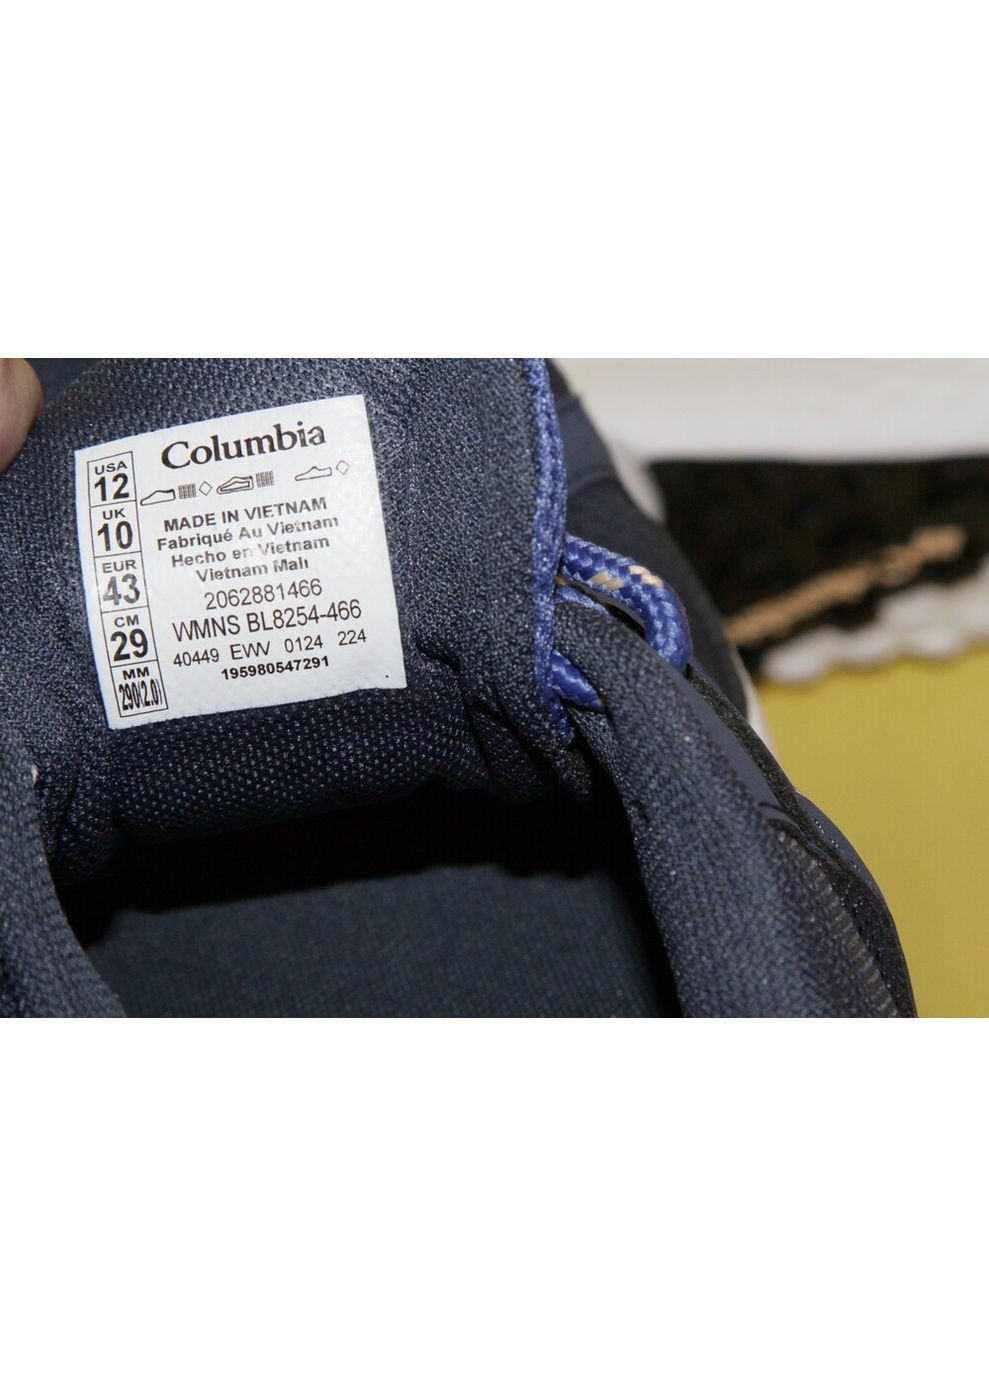 Columbia
USA
12
UK
10
EUR
43
CM
29
MM
290(2.0)
MADE IN VIETNAM
Fabriqué Au Vietnam
Hecho en Vietnam
Vietnam Malı
2062881466
WMNS BL8254-466
40449 EVV 0124 224
195980547291